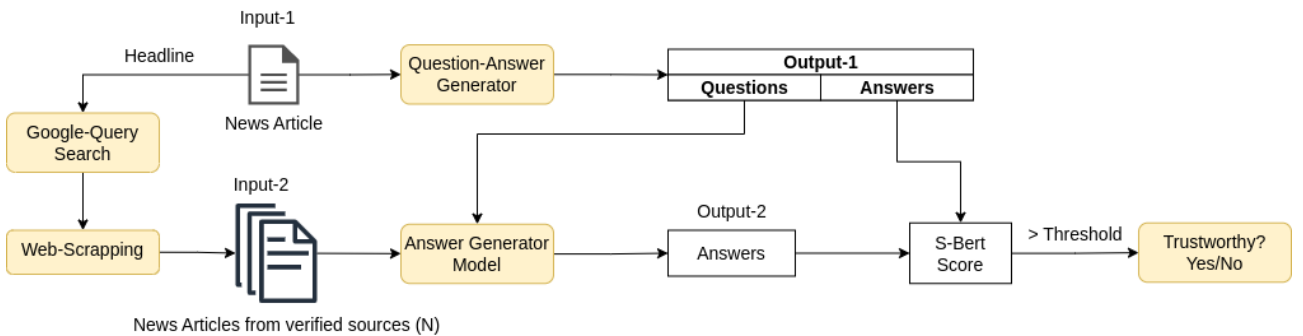 Input-1
Headline
News Article
Question-Answer
Generator
Output-1
Questions
Answers
Google-Query
Search
Web-Scrapping
Input-2
News Articles from verified sources (N)
Answer Generator
Model
Output-2
Answers
S-Bert
Score
> Threshold
Trustworthy?
Yes/No